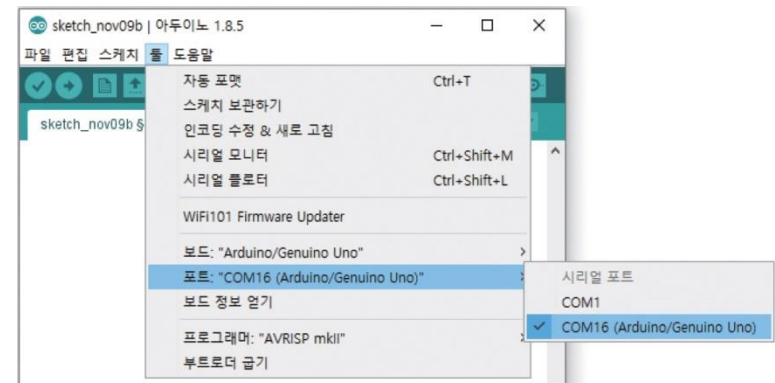 sketch_nov09b | 아두이노 1.8.5
파일 편집 스케치 툴 도움말
sketch_nov09b §
자동 포맷 Ctrl+T
스케치 보관하기
인코딩 수정 & 새로 고침
시리얼 모니터 Ctrl+Shift+M
시리얼 플로터 Ctrl+Shift+L
WiFi101 Firmware Updater
보드: "Arduino/Genuino Uno"
포트: "COM16 (Arduino/Genuino Uno)"
보드 정보 얻기
프로그래머: "AVRISP mkII"
부트로더 굽기
시리얼 포트
COM1
COM16 (Arduino/Genuino Uno)